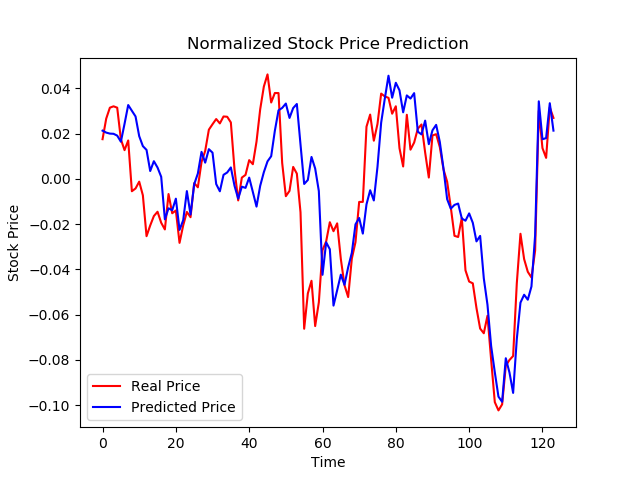 Normalized Stock Price Prediction
Stock Price
0.04
0.02
0.00
−0.02
−0.04
−0.06
−0.08
−0.10
Real Price
Predicted Price
0 20 40 60 80 100 120
Time